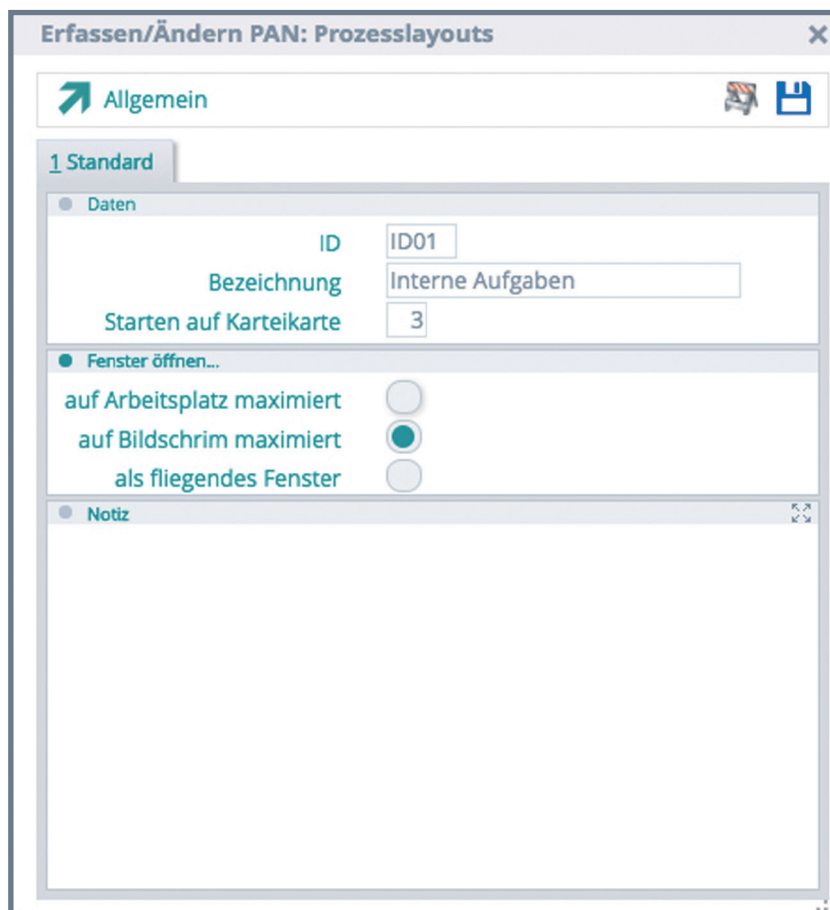 Erfassen/Ändern PAN: Prozesslayouts
Allgemein
1 Standard
Daten
ID ID01
Bezeichnung Interne Aufgaben
Starten auf Karteikarte 3
Fenster öffnen...
auf Arbeitsplatz maximiert
auf Bildschrim maximiert
als fliegendes Fenster
Notiz